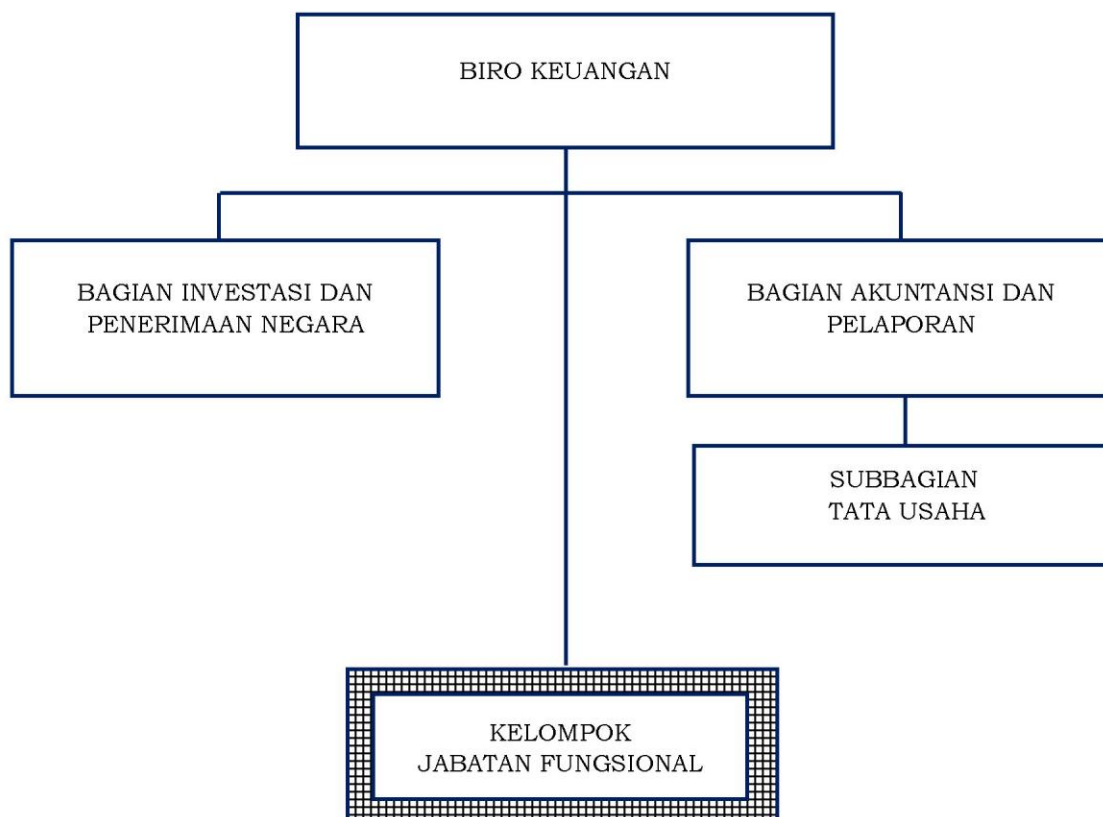 BIRO KEUANGAN
BAGIAN INVESTASI DAN
PENERIMAAN NEGARA
BAGIAN AKUNTANSI DAN
PELAPORAN
SUBBAGIAN
TATA USAHA
KELOMPOK
JABATAN FUNGSIONAL